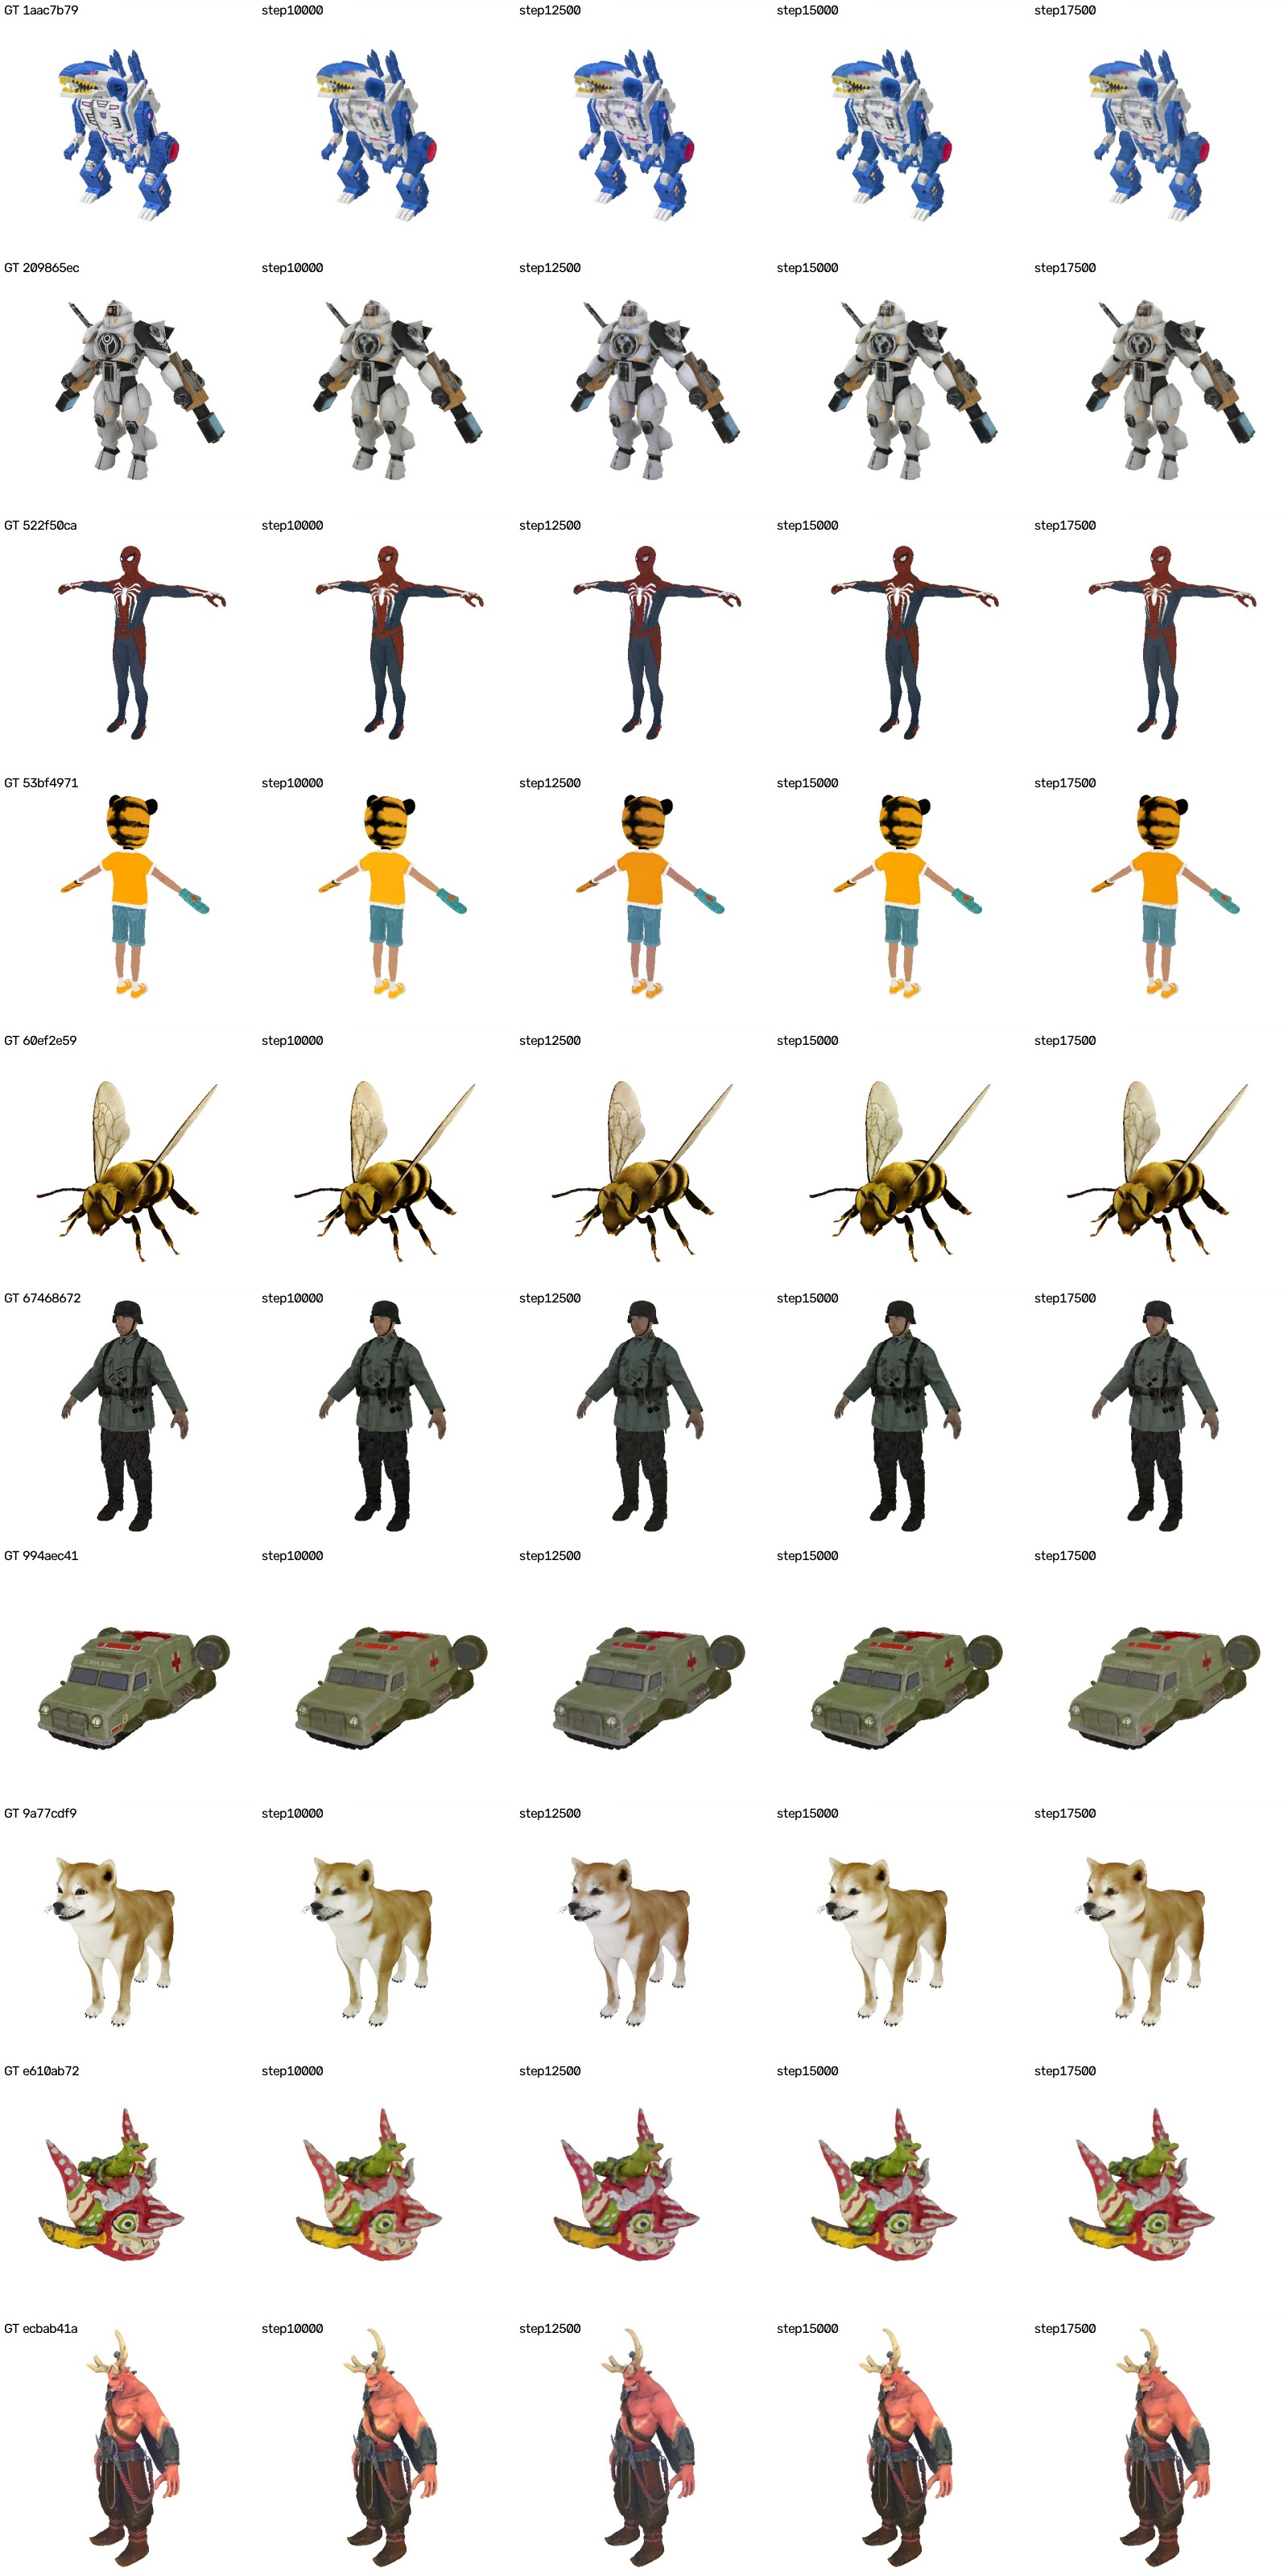 GT 1aac7b79 step10000 step12500 step15000 step17500
GT 209865ec step10000 step12500 step15000 step17500
GT 522f50ca step10000 step12500 step15000 step17500
GT 53bf4971 step10000 step12500 step15000 step17500
GT 60ef2e59 step10000 step12500 step15000 step17500
GT 67468672 step10000 step12500 step15000 step17500
GT 994aec41 step10000 step12500 step15000 step17500
GT 9a77cdf9 step10000 step12500 step15000 step17500
GT e610ab72 step10000 step12500 step15000 step17500
GT ecbab41a step10000 step12500 step15000 step17500